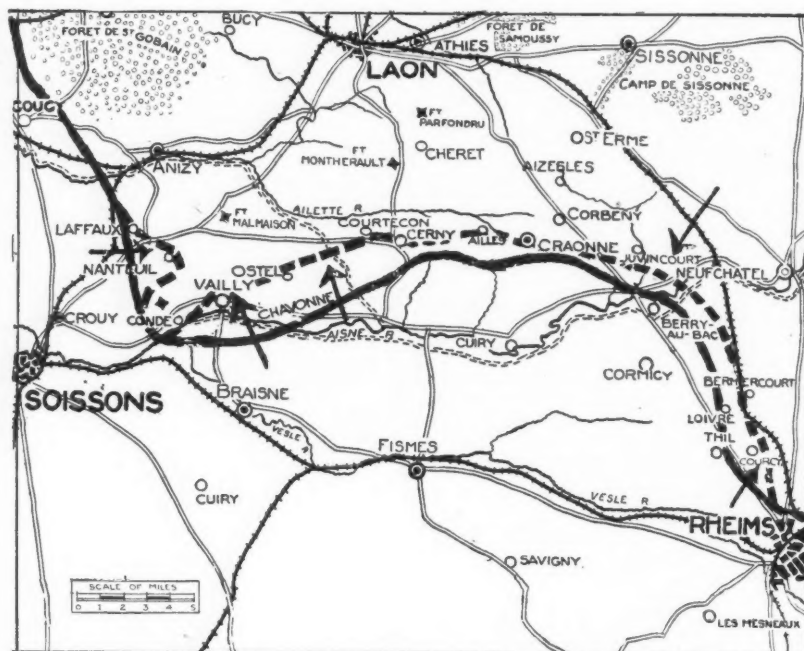 BUCY
FORET DE ST GOBAIN
FORET DE
SAMOUSSY
ATHIES
LAON
SISSONNE
CAMP DE SISSONNE
COUCY
FT
PARFONDRU
OSTERME
ANIZY
FT
MONTHERAULT
CHERET
AIZEBLES
FT
MALMAISON
AILETTE R
CORBENY
LAFFAUX
COURTECON
CERNY
AILLES
CRAONNE
JUVINCOURT
NANTEUIL
OSTEL
NEUFCHATEL
VAILLY
CROUY
CONDE
CHAVONNE
BERRY-
AU-BAC
AISNE R
CUIRY
CORMICY
SOISSONS
BRAISNE
BERMERCOURT
LOIVRE
THIL
VESLE R
FISMES
COURCY
CUIRY
VESLE R
RHEIMS
SAVIGNY
SCALE OF MILES
0 1 2 3 4 5
LES MESNEAUX